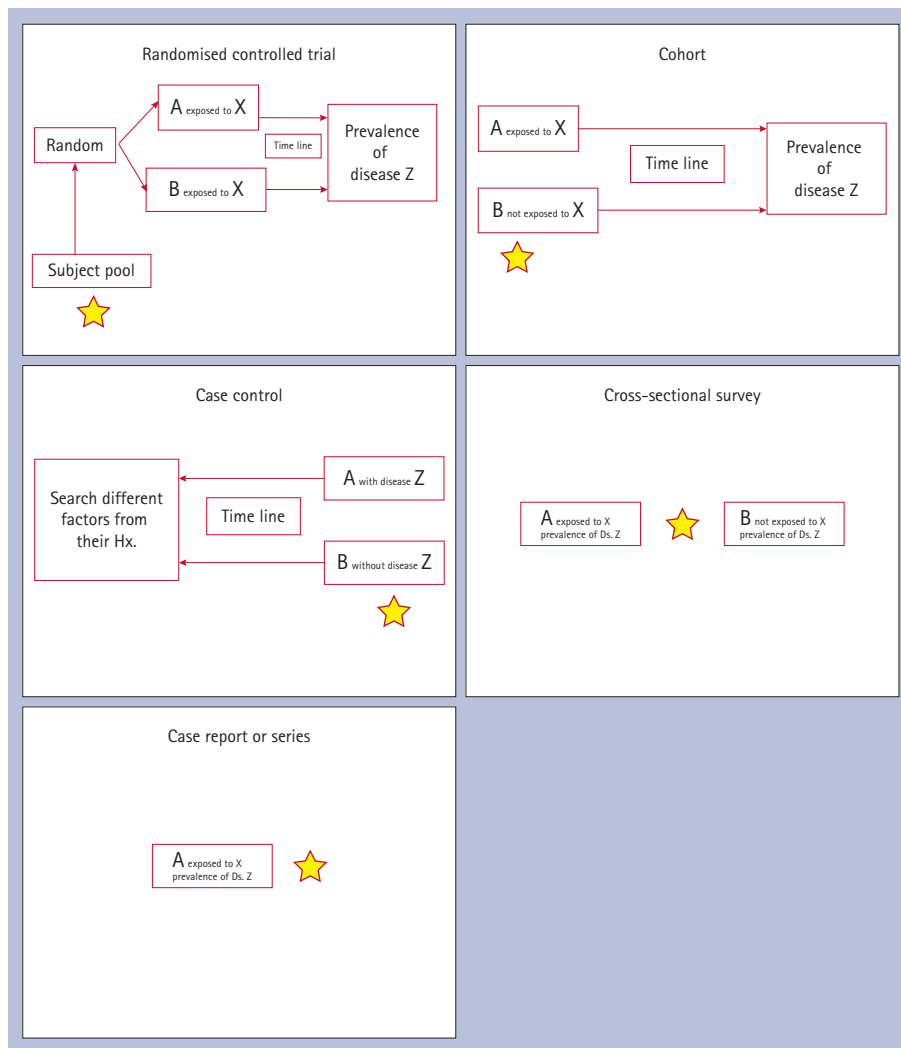 Randomised controlled trial
A exposed to X
Random
Time line
B exposed to X
Prevalence
of
disease Z
Subject pool
Cohort
A exposed to X
Time line
B not exposed to X
Prevalence
of
disease Z
Case control
Search different
factors from
their Hx.
Time line
A with disease Z
B without disease Z
Cross-sectional survey
A exposed to X
prevalence of Ds. Z
B not exposed to X
prevalence of Ds. Z
Case report or series
A exposed to X
prevalence of Ds. Z